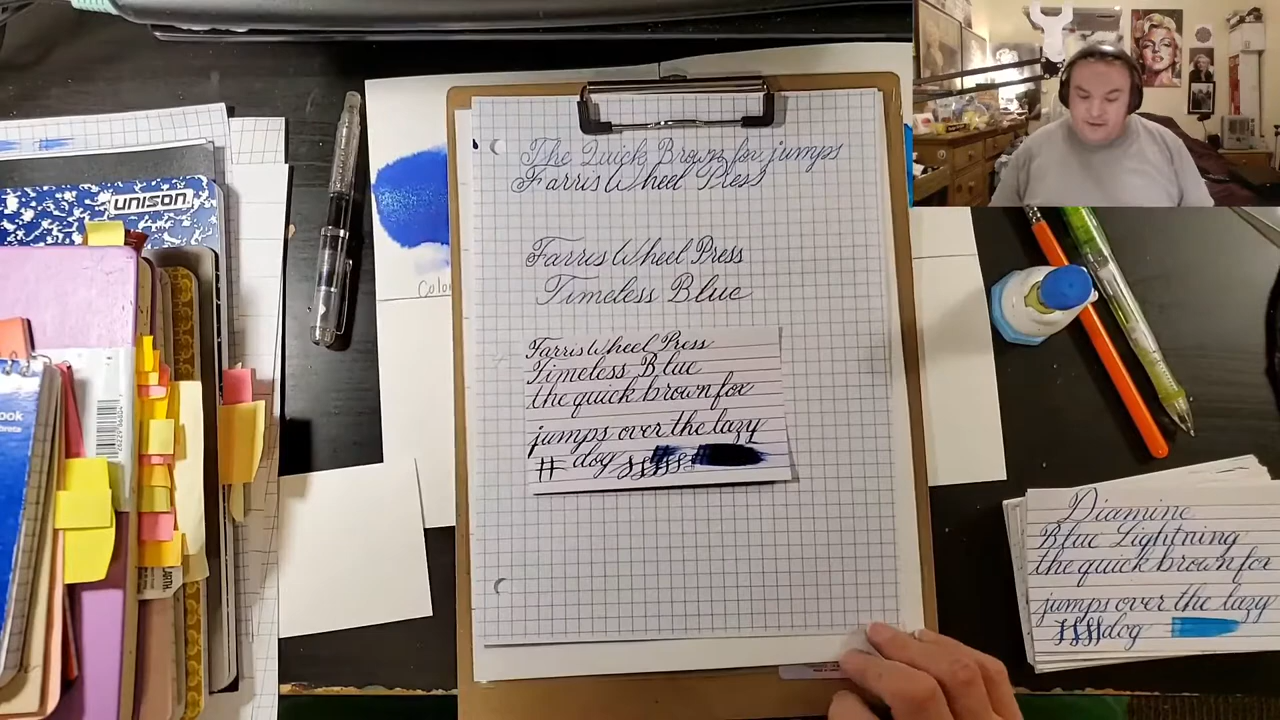 The Quick Brown fox jumps
Farris Wheel Press
Farris Wheel Press
Timeless Blue
Farris Wheel Press
Timeless Blue
the quick brown fox
jumps over the lazy
# dog
UNISON
Colo
ook
Diamine
Blue Lightning
the quick brown fox
jumps over the lazy
dog